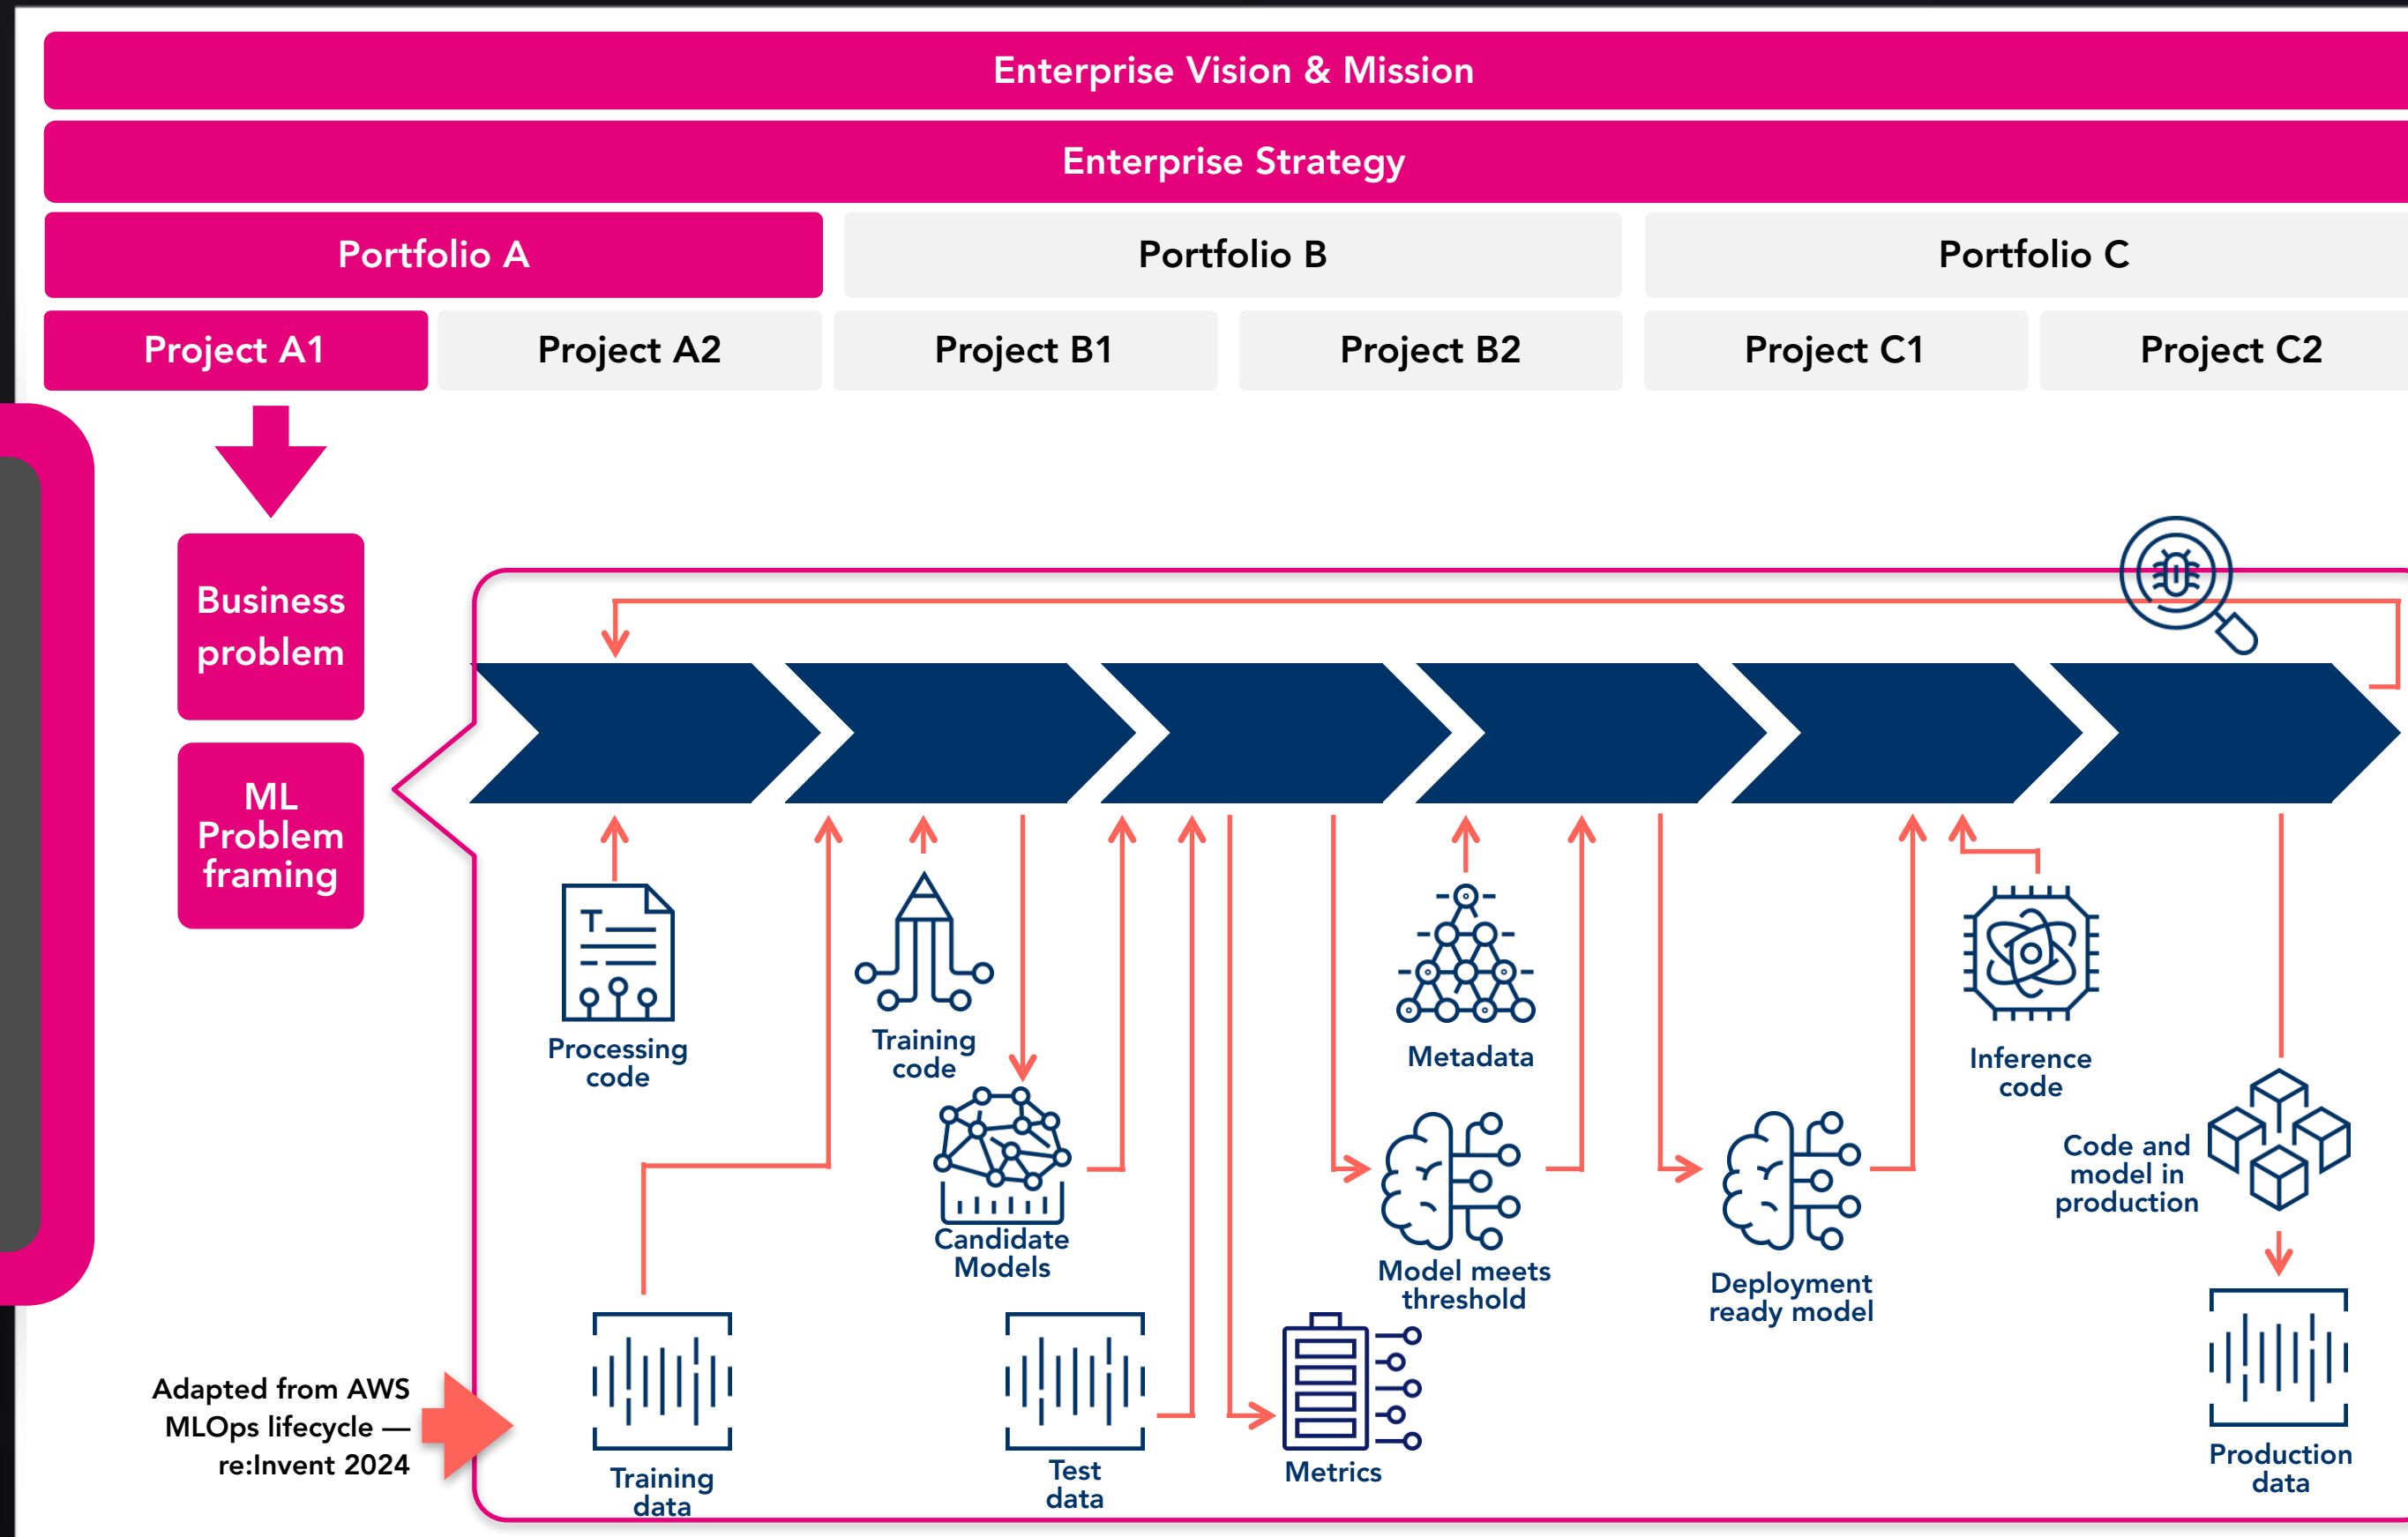 Enterprise Vision & Mission
Enterprise Strategy
Portfolio A
Portfolio B
Portfolio C
Project A1
Project A2
Project B1
Project B2
Project C1
Project C2
Business
problem
ML
Problem
framing
Processing
code
Training
code
Metadata
Inference
code
Candidate
Models
Model meets
threshold
Deployment
ready model
Code and
model in
production
Adapted from AWS
MLOps lifecycle —
re:Invent 2024
Training
data
Test
data
Metrics
Production
data